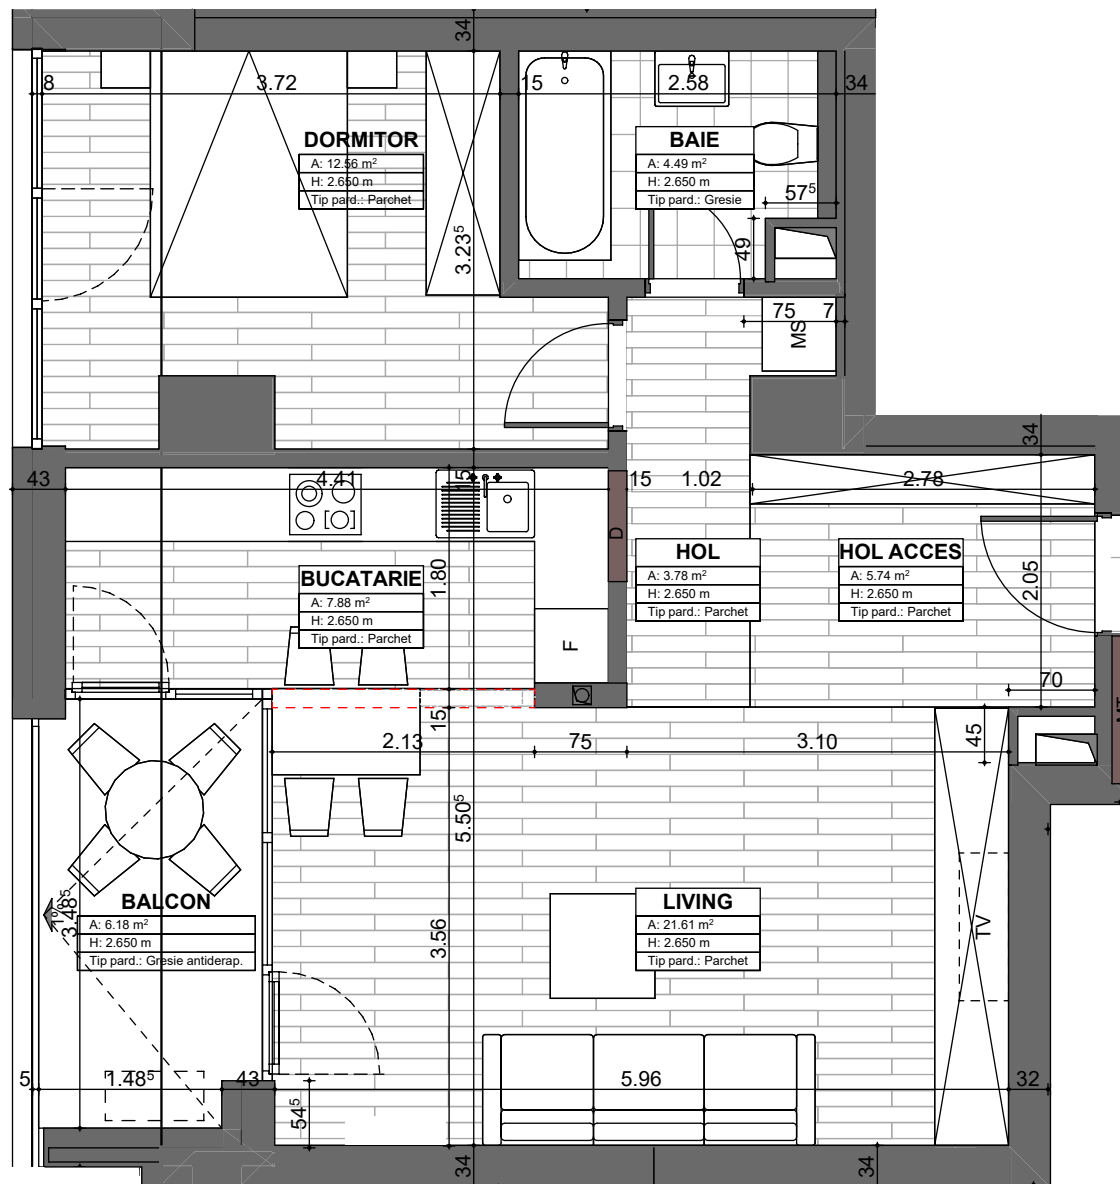 34
8
3.72
15
2.58
34
DORMITOR
A: 12.56 m²
H: 2.650 m
Tip pard.: Parchet
BAIE
A: 4.49 m²
H: 2.650 m
Tip pard.: Gresie
57⁵
3.23⁵
49
75
7
MS
34
43
4.41
15
15
1.02
2.78
D
BUCATARIE
A: 7.88 m²
H: 2.650 m
Tip pard.: Parchet
1.80
HOL
A: 3.78 m²
H: 2.650 m
Tip pard.: Parchet
HOL ACCES
A: 5.74 m²
H: 2.650 m
Tip pard.: Parchet
2.05
F
70
15
2.13
75
3.10
45
5.50⁵
BALCON
A: 6.18 m²
H: 2.650 m
Tip pard.: Gresie antiderap.
1%
3.48⁵
3.56
LIVING
A: 21.61 m²
H: 2.650 m
Tip pard.: Parchet
TV
5
1.48⁵
43
54⁵
5.96
32
34
34